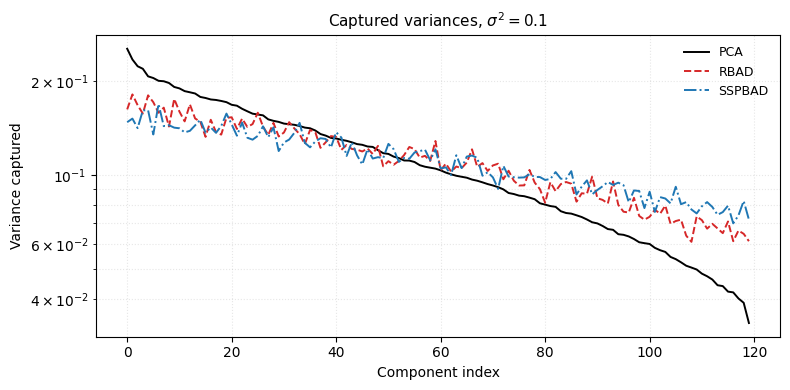 Captured variances, σ² = 0.1
Variance captured
2 × 10⁻¹
10⁻¹
6 × 10⁻²
4 × 10⁻²
PCA
RBAD
SSPBAD
0 20 40 60 80 100 120
Component index